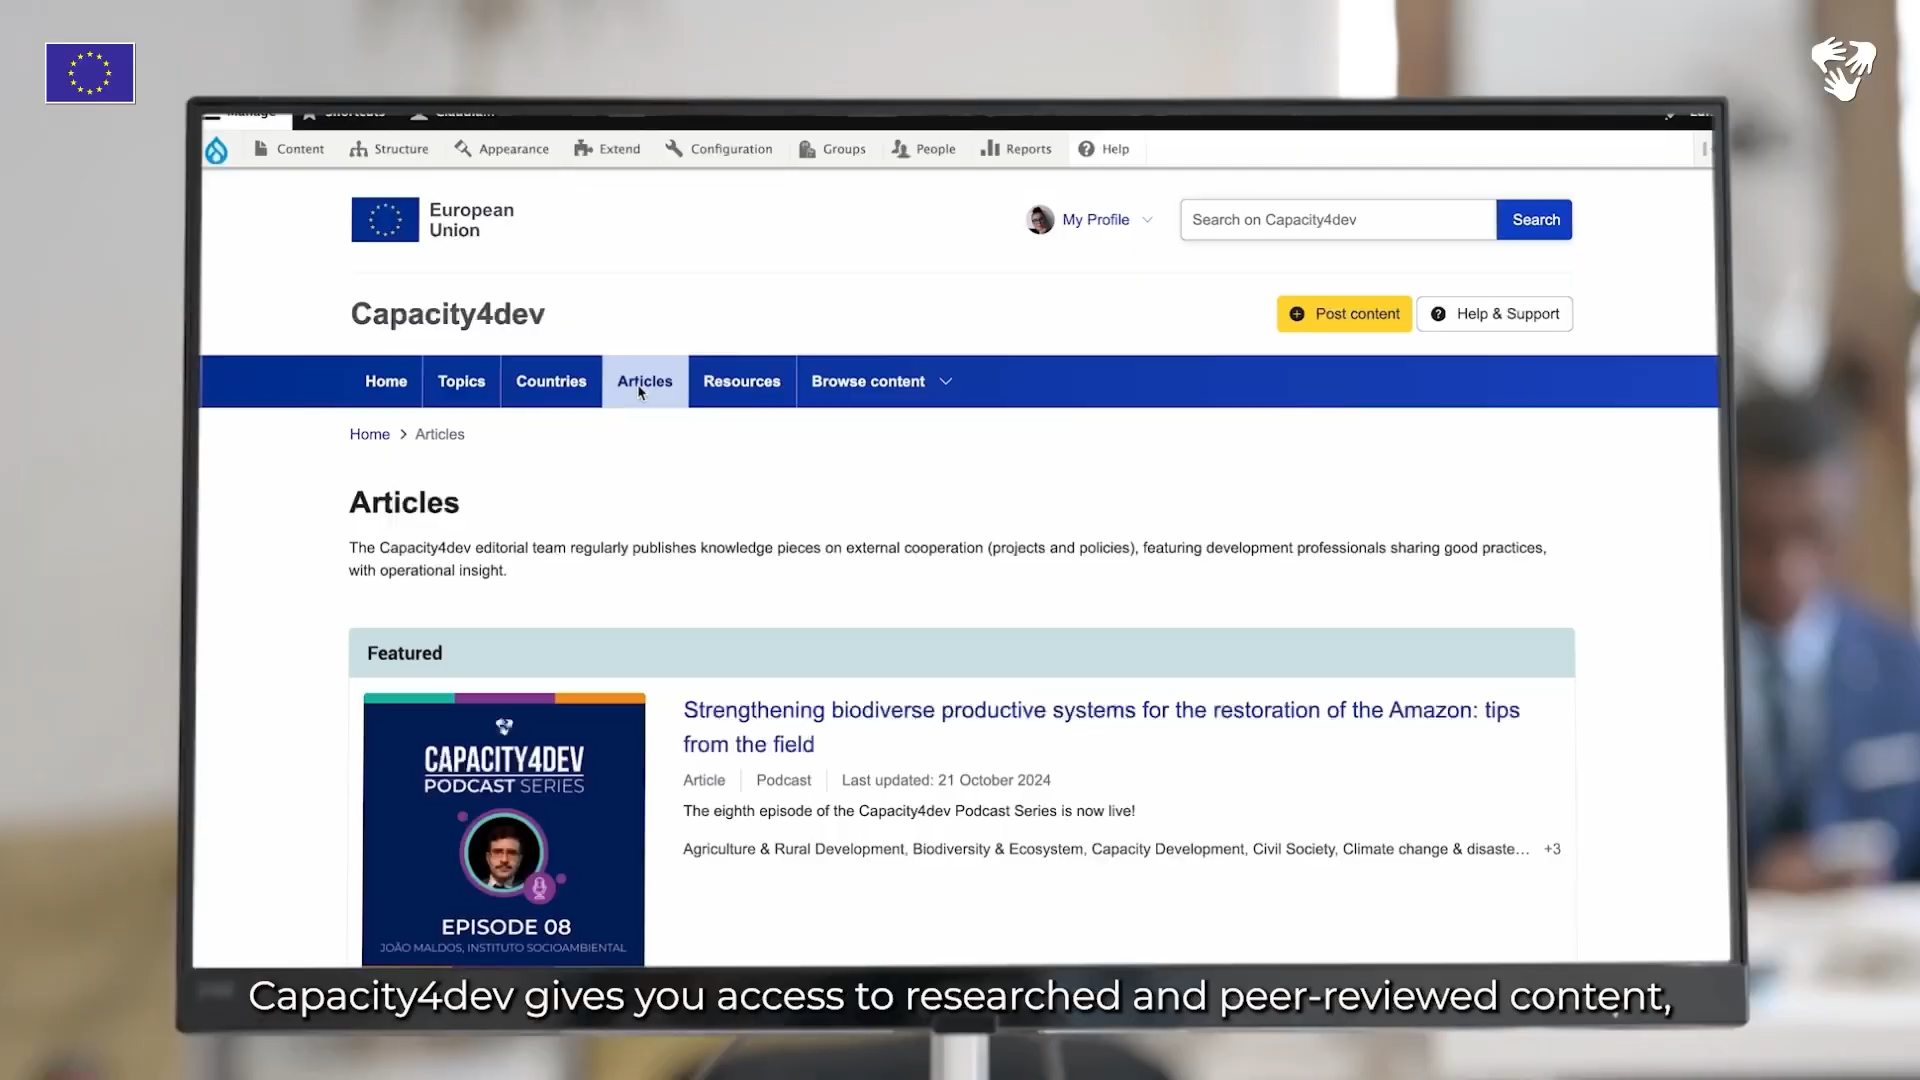 Manage Shortcuts
Content Structure Appearance Extend Configuration Groups People Reports Help
European
Union
My Profile
Search on Capacity4dev
Search
Capacity4dev
Post content
Help & Support
Home Topics Countries Articles Resources Browse content
Home > Articles
Articles
The Capacity4dev editorial team regularly publishes knowledge pieces on external cooperation (projects and policies), featuring development professionals sharing good practices,
with operational insight.
Featured
CAPACITY4DEV
PODCAST SERIES
EPISODE 08
JOÃO MALDOS, INSTITUTO SOCIOAMBIENTAL
Strengthening biodiverse productive systems for the restoration of the Amazon: tips
from the field
Article Podcast Last updated: 21 October 2024
The eighth episode of the Capacity4dev Podcast Series is now live!
Agriculture & Rural Development, Biodiversity & Ecosystem, Capacity Development, Civil Society, Climate change & disaste... +3
Capacity4dev gives you access to researched and peer-reviewed content,